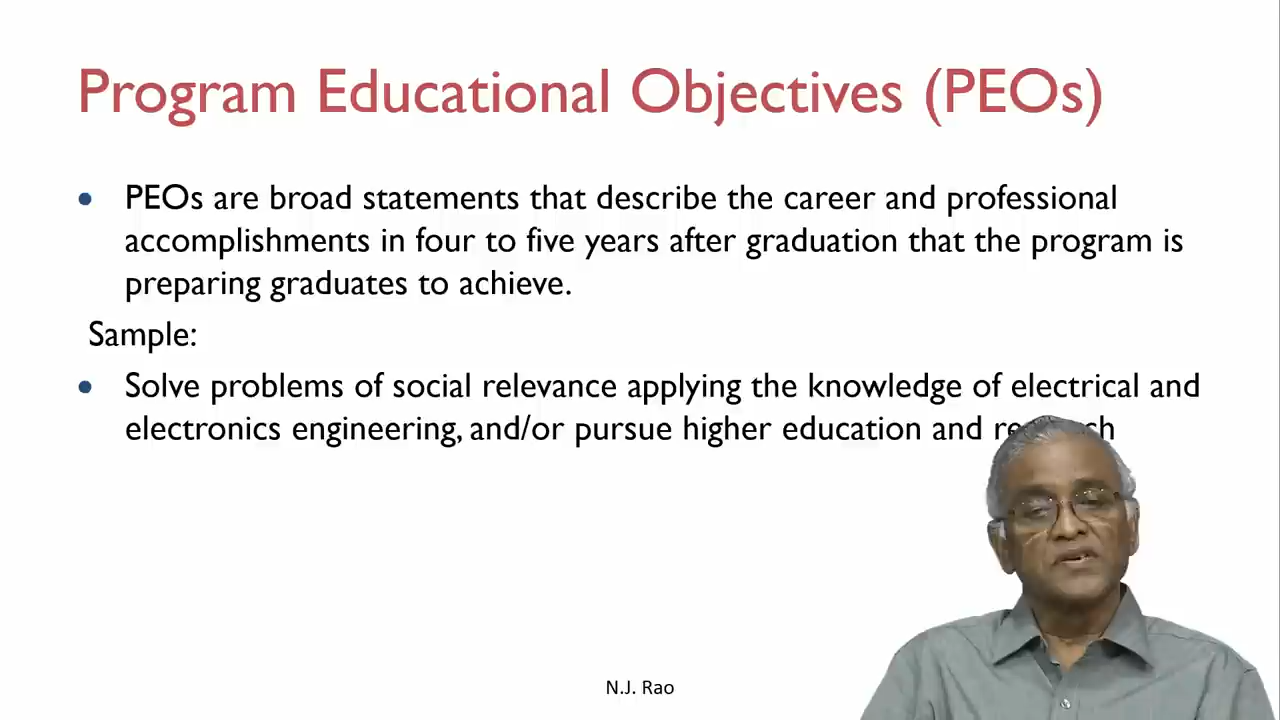 Program Educational Objectives (PEOs)
• PEOs are broad statements that describe the career and professional
accomplishments in four to five years after graduation that the program is
preparing graduates to achieve.
Sample:
• Solve problems of social relevance applying the knowledge of electrical and
electronics engineering, and/or pursue higher education and
N.J. Rao